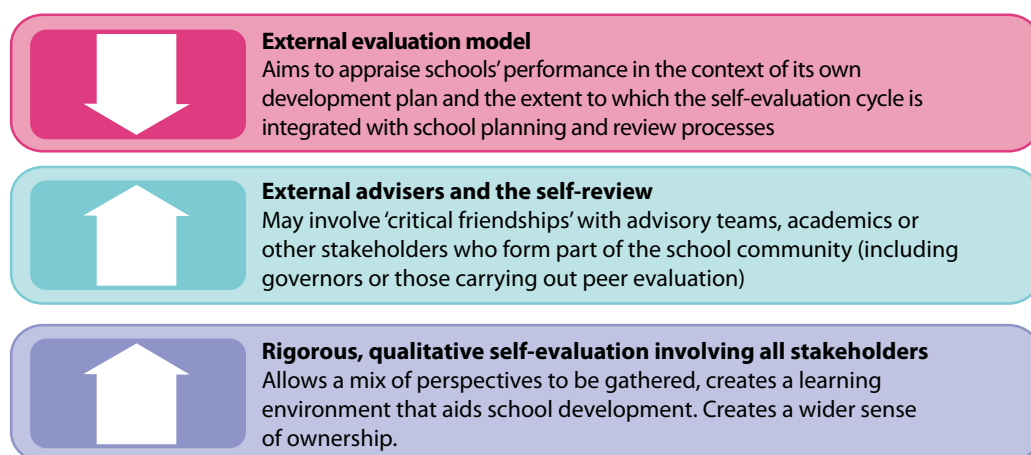 External evaluation model
Aims to appraise schools’ performance in the context of its own
development plan and the extent to which the self-evaluation cycle is
integrated with school planning and review processes
External advisers and the self-review
May involve ‘critical friendships’ with advisory teams, academics or
other stakeholders who form part of the school community (including
governors or those carrying out peer evaluation)
Rigorous, qualitative self-evaluation involving all stakeholders
Allows a mix of perspectives to be gathered, creates a learning
environment that aids school development. Creates a wider sense
of ownership.